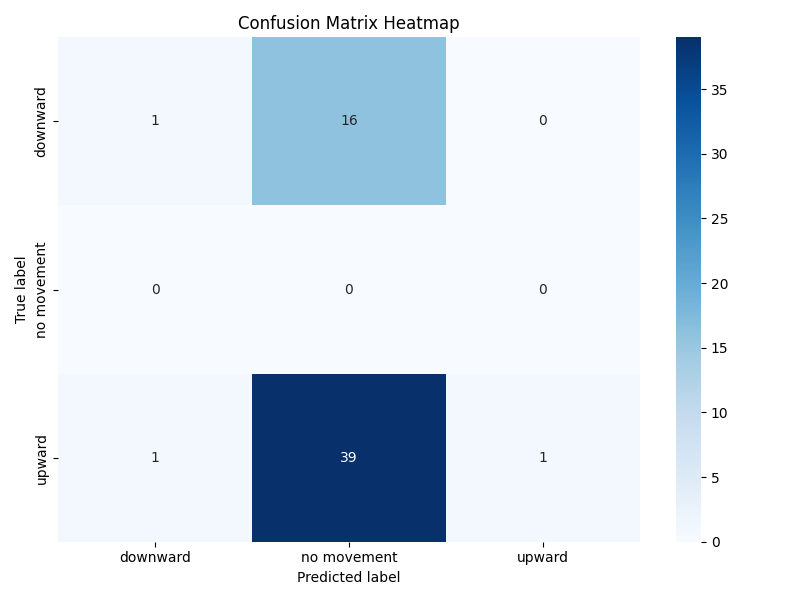 Confusion Matrix Heatmap
True label
downward
1 16 0
no movement
0 0 0
upward
1 39 1
downward no movement upward
Predicted label
35
30
25
20
15
10
5
0